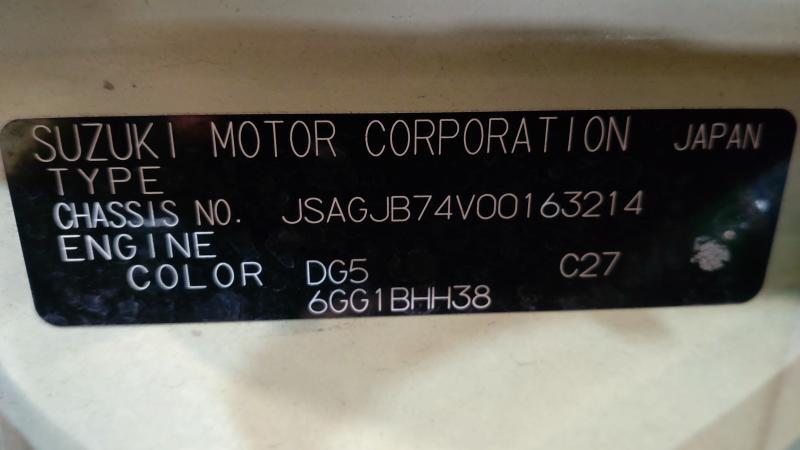 SUZUKI MOTOR CORPORATION JAPAN
TYPE
CHASSIS NO. JSAGJB74V00163214
ENGINE
COLOR DG5 C27
6GG1BHH38